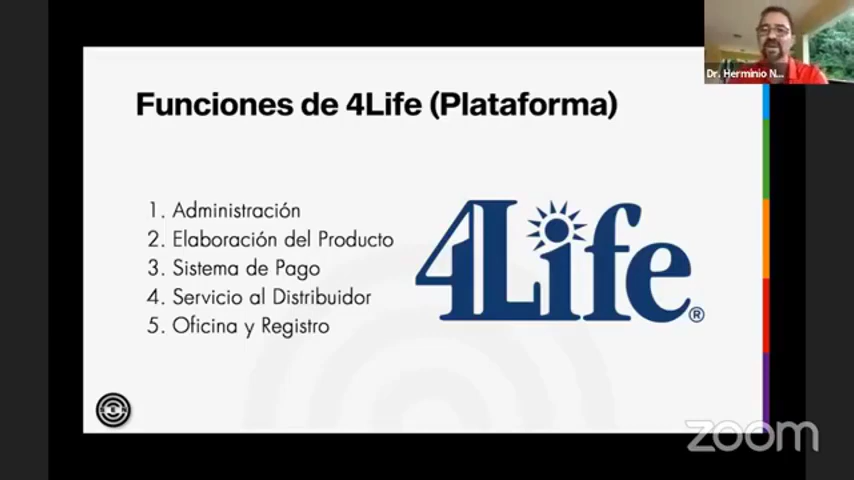 Dr. Herminio N...
Funciones de 4Life (Plataforma)
1. Administración
2. Elaboración del Producto
3. Sistema de Pago
4. Servicio al Distribuidor
5. Oficina y Registro
4Life®
zoom